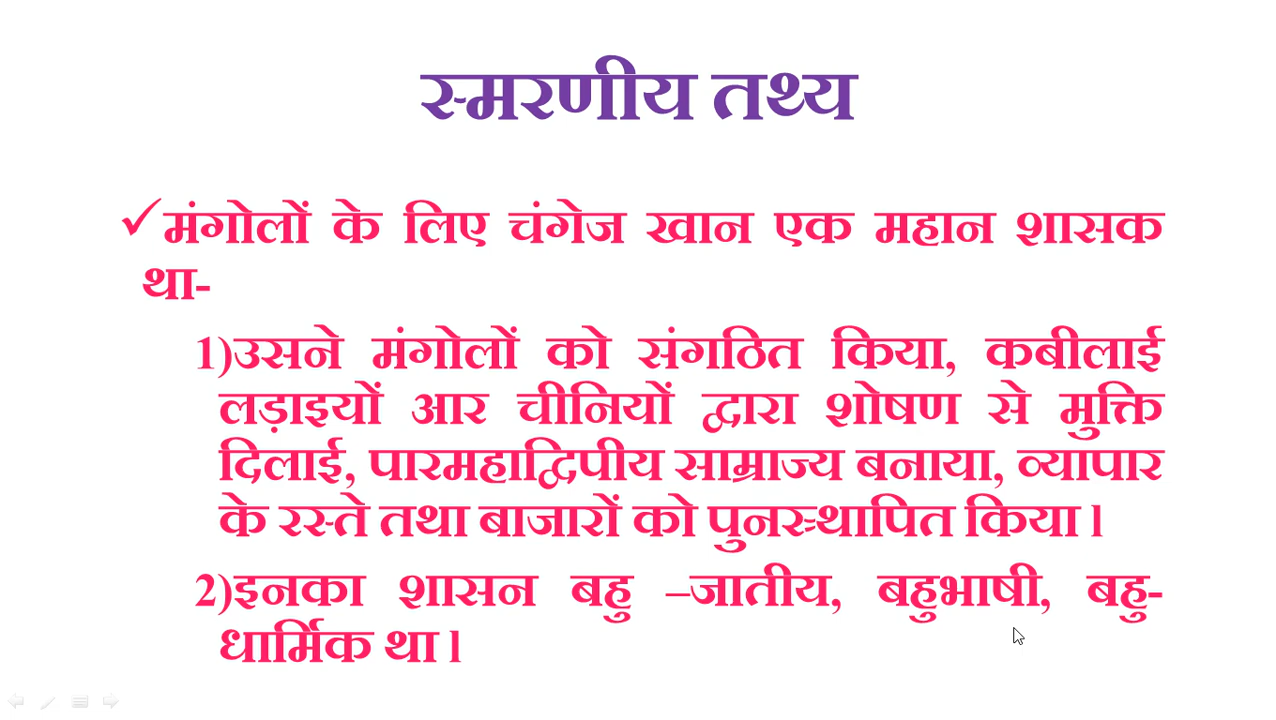 स्मरणीय तथ्य
✓मंगोलों के लिए चंगेज खान एक महान शासक
था-
1)उसने मंगोलों को संगठित किया, कबीलाई
लड़ाइयों आर चीनियों द्वारा शोषण से मुक्ति
दिलाई, पारमहाद्विपीय साम्राज्य बनाया, व्यापार
के रस्ते तथा बाजारों को पुनस्थापित किया।
2)इनका शासन बहु –जातीय, बहुभाषी, बहु-
धार्मिक था।